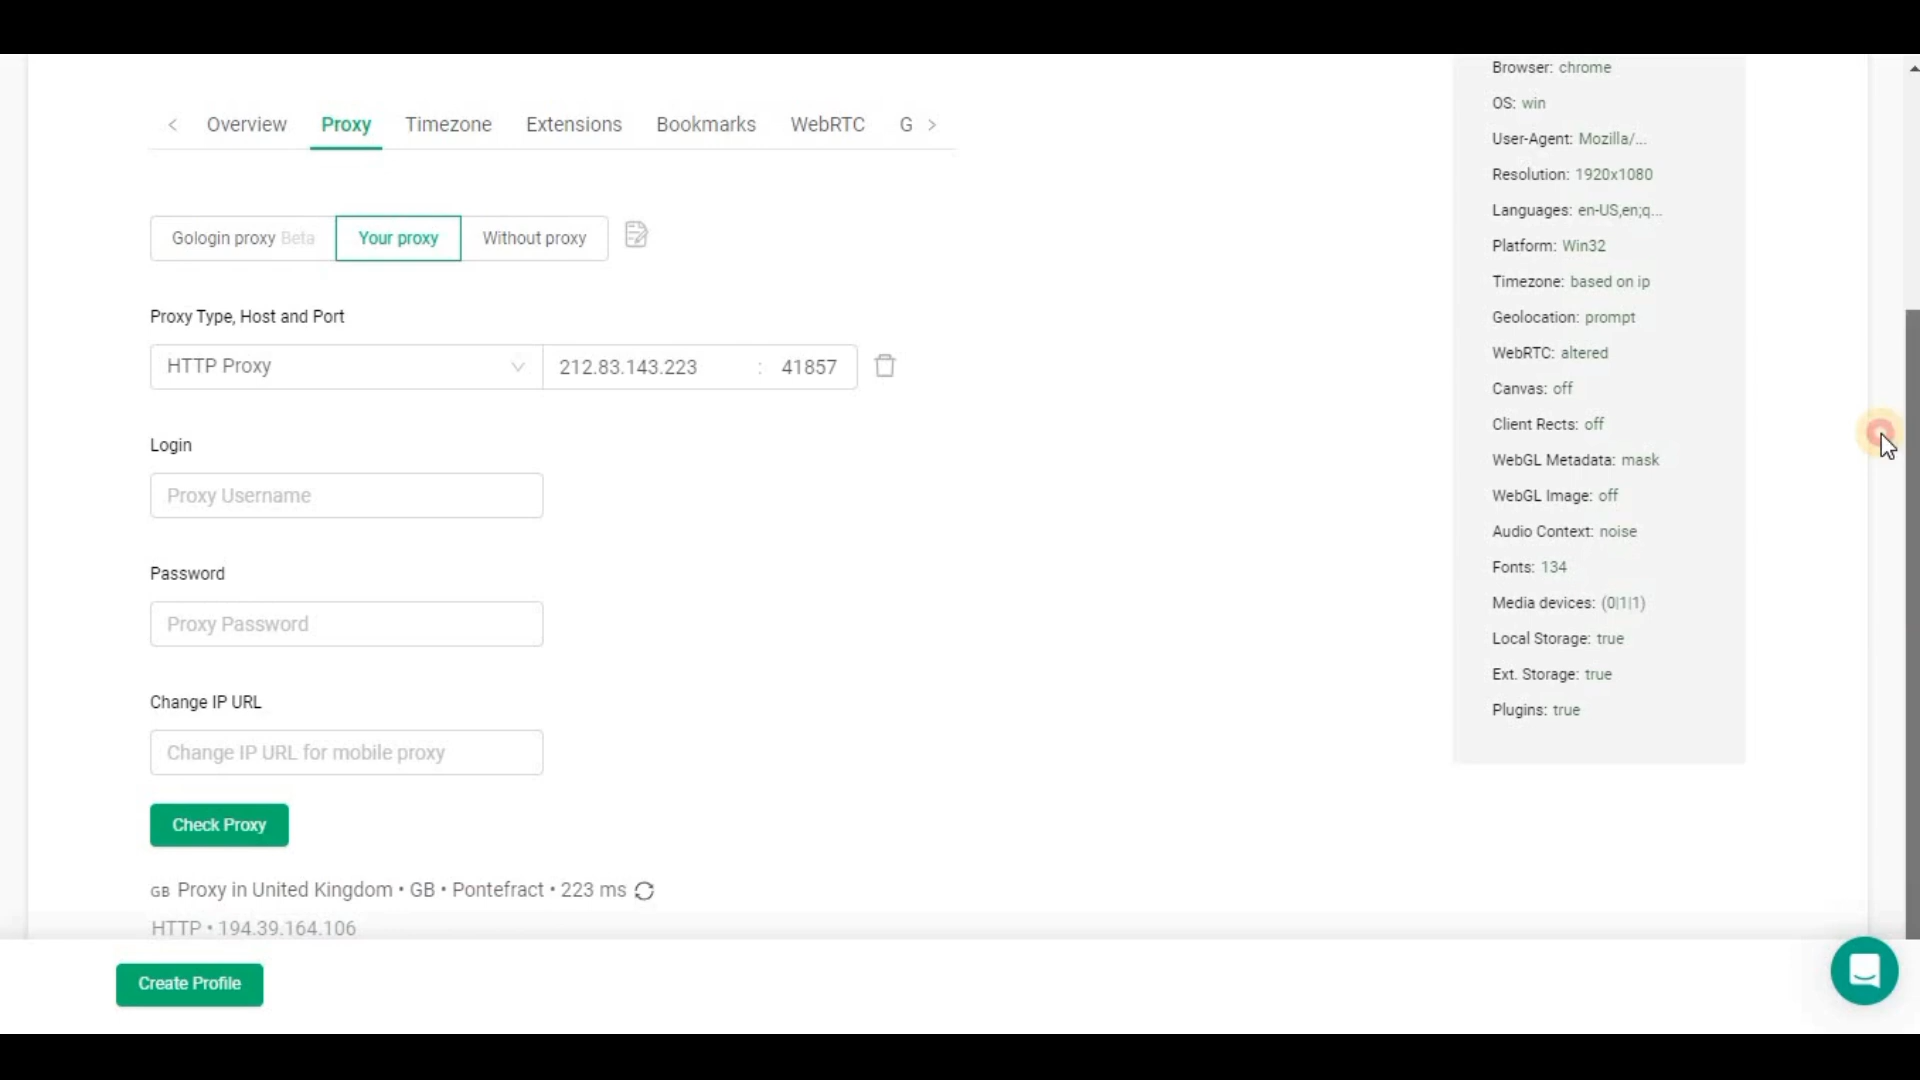 Overview Proxy Timezone Extensions Bookmarks WebRTC G
Gologin proxy Beta Your proxy Without proxy
Proxy Type, Host and Port
HTTP Proxy 212.83.143.223 : 41857
Login
Proxy Username
Password
Proxy Password
Change IP URL
Change IP URL for mobile proxy
Check Proxy
GB Proxy in United Kingdom • GB • Pontefract • 223 ms
HTTP • 194.39.164.106
Create Profile
Browser: chrome
OS: win
User-Agent: Mozilla/...
Resolution: 1920x1080
Languages: en-US,en;q...
Platform: Win32
Timezone: based on ip
Geolocation: prompt
WebRTC: altered
Canvas: off
Client Rects: off
WebGL Metadata: mask
WebGL Image: off
Audio Context: noise
Fonts: 134
Media devices: (0|1|1)
Local Storage: true
Ext. Storage: true
Plugins: true